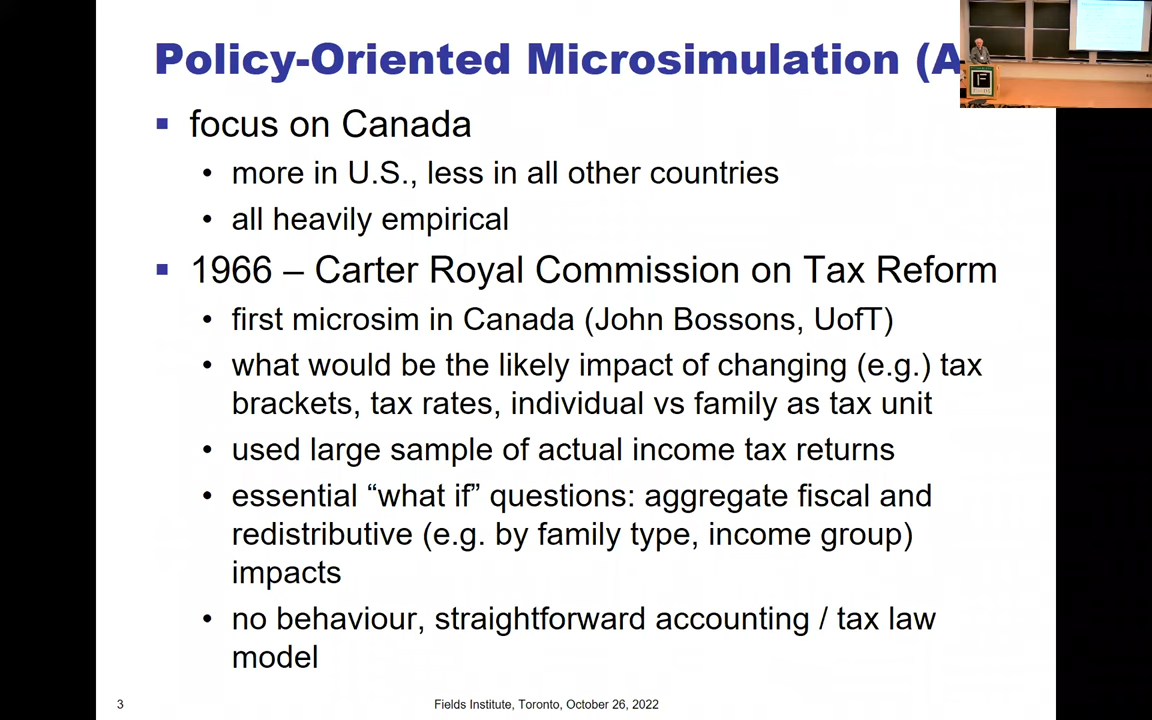 Policy-Oriented Microsimulation (A
▪ focus on Canada
• more in U.S., less in all other countries
• all heavily empirical
▪ 1966 – Carter Royal Commission on Tax Reform
• first microsim in Canada (John Bossons, UofT)
• what would be the likely impact of changing (e.g.) tax
brackets, tax rates, individual vs family as tax unit
• used large sample of actual income tax returns
• essential “what if” questions: aggregate fiscal and
redistributive (e.g. by family type, income group)
impacts
• no behaviour, straightforward accounting / tax law
model
3
Fields Institute, Toronto, October 26, 2022